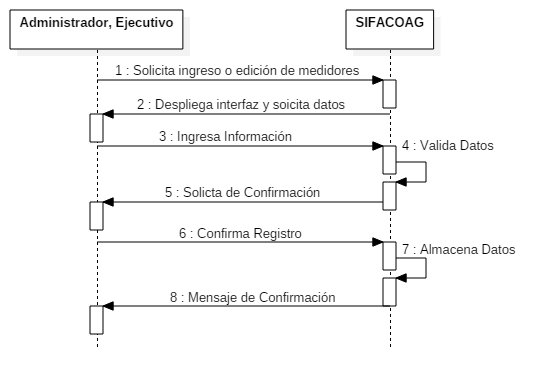 Administrador, Ejecutivo
SIFACOAG
1 : Solicita ingreso o edición de medidores
2 : Despliega interfaz y soicita datos
3 : Ingresa Información
4 : Valida Datos
5 : Solicta de Confirmación
6 : Confirma Registro
7 : Almacena Datos
8 : Mensaje de Confirmación